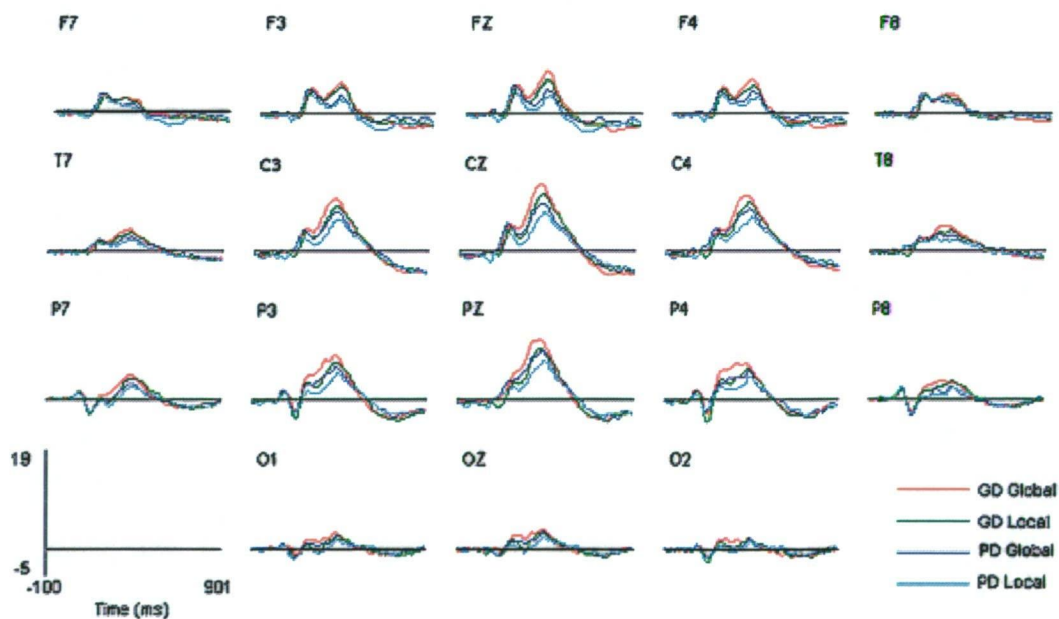 F7 F3 FZ F4 F8
T7 C3 CZ C4 T8
P7 P3 PZ P4 P8
19 O1 OZ O2
GD Global
GD Local
PD Global
PD Local
-5
-100 901
Time (ms)